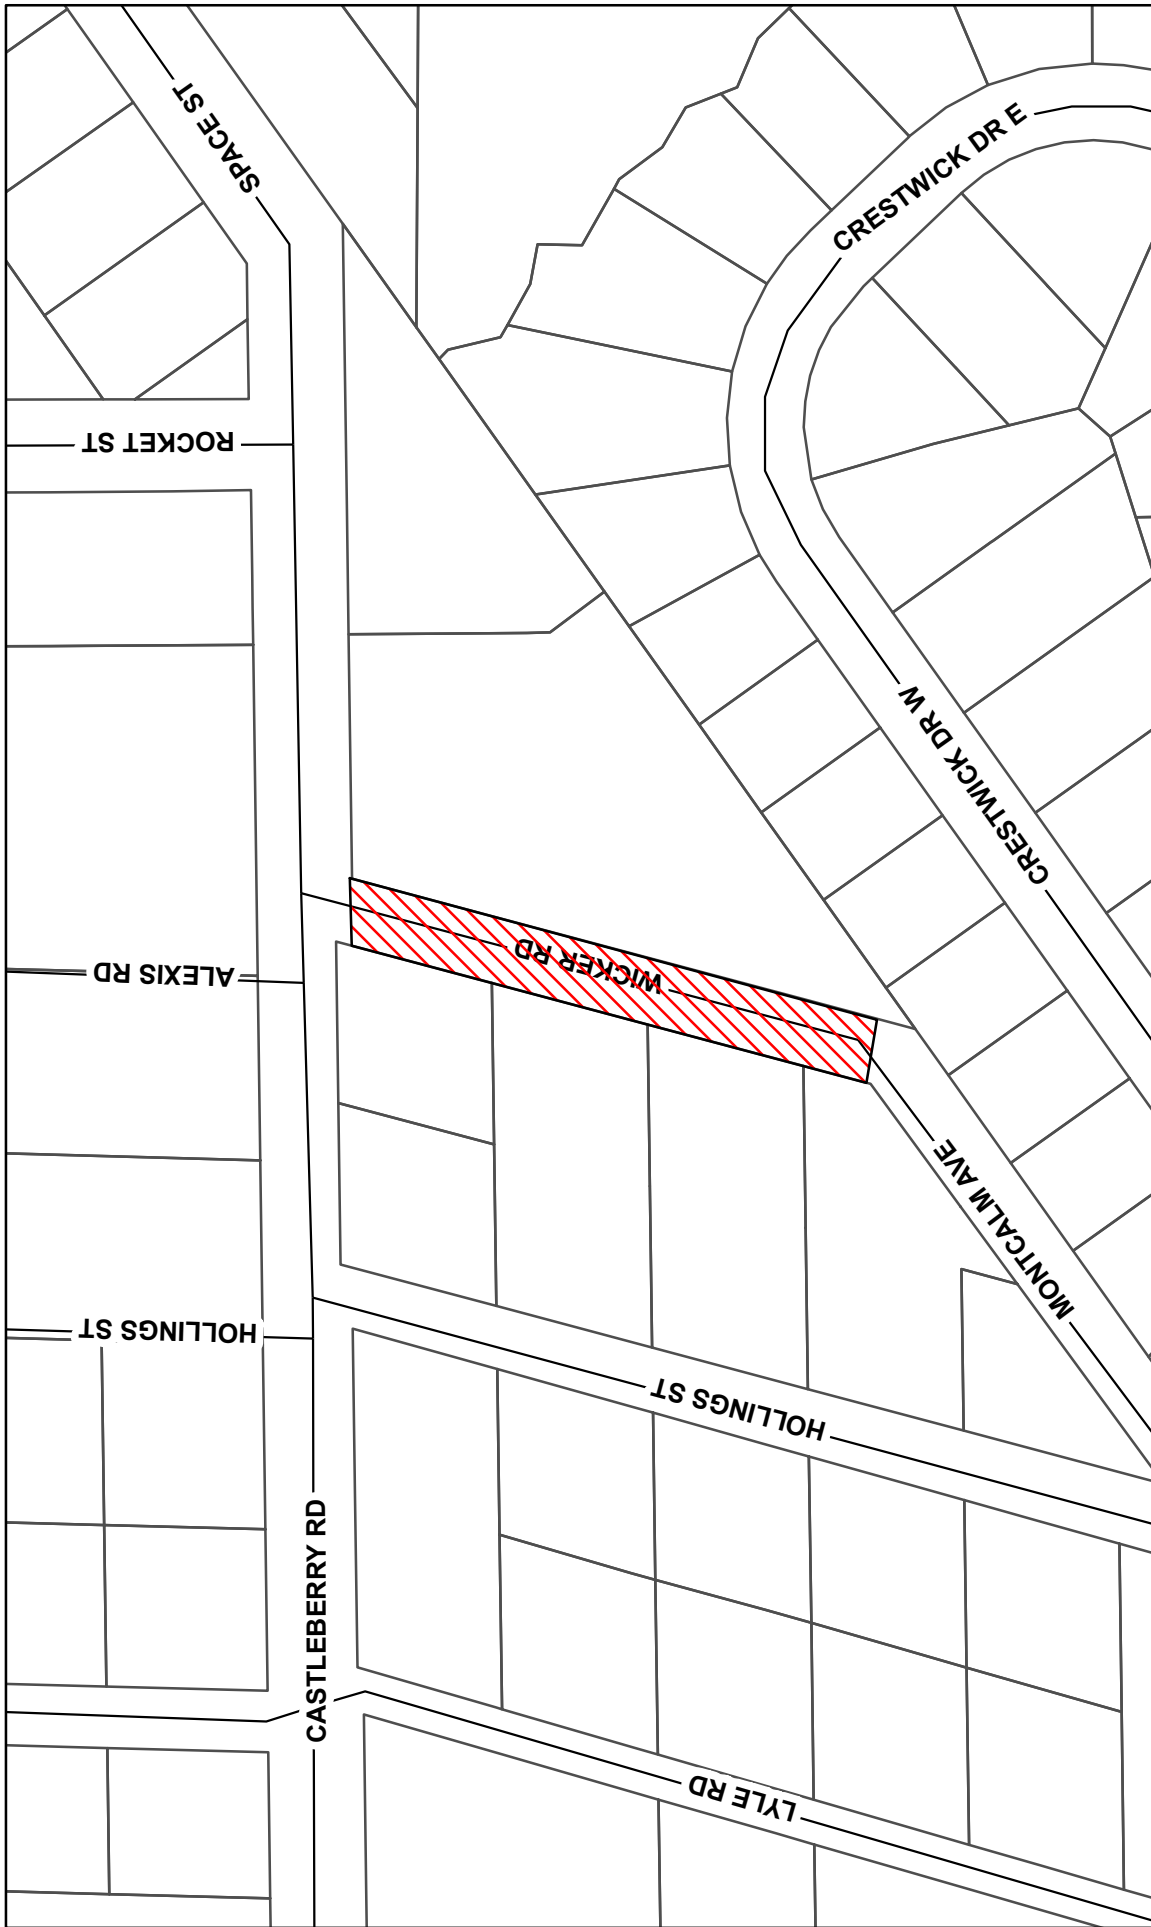 SPACE ST
CRESTWICK DR E
ROCKET ST
CRESTWICK DR W
WICKER RD
ALEXIS RD
MONTCALM AVE
HOLLINGS ST
HOLLINGS ST
CASTLEBERRY RD
LYLE RD